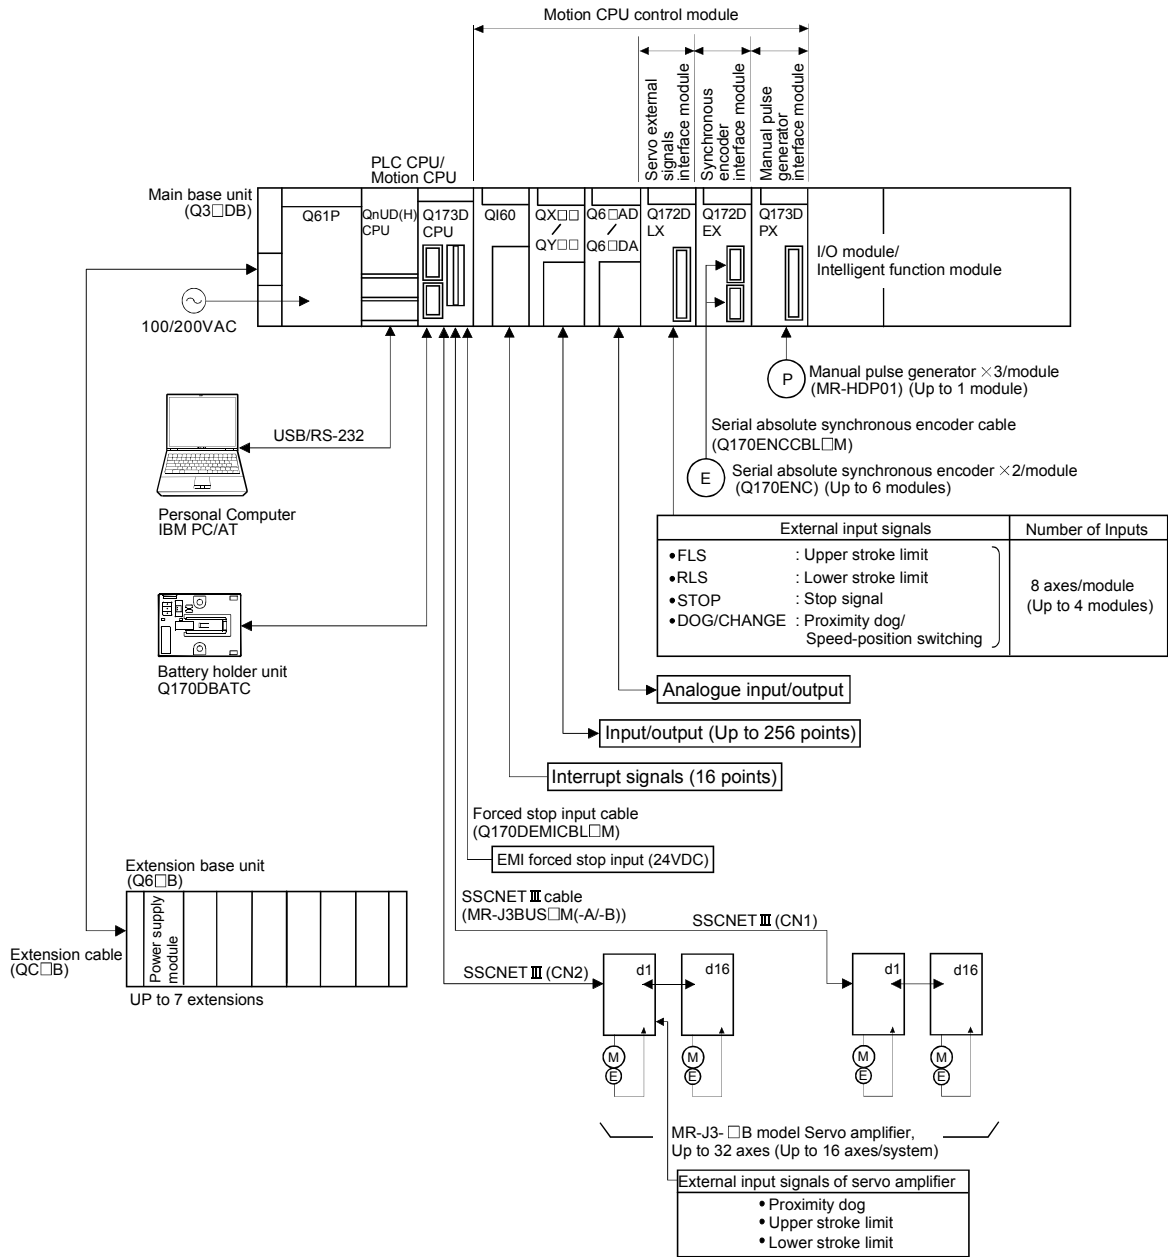 Motion CPU control module
Servo external
signals
interface module
Synchronous
encoder
interface module
Manual pulse
generator
interface module
PLC CPU/
Motion CPU
Main base unit
(Q3□DB)
Q61P
QnUD(H)
CPU
Q173D
CPU
QI60
QX□□
/
QY□□
Q6□AD
/
Q6□DA
Q172D
LX
Q172D
EX
Q173D
PX
I/O module/
Intelligent function module
100/200VAC
P
Manual pulse generator ×3/module
(MR-HDP01) (Up to 1 module)
USB/RS-232
Serial absolute synchronous encoder cable
(Q170ENCCBL□M)
E
Serial absolute synchronous encoder ×2/module
(Q170ENC) (Up to 6 modules)
Personal Computer
IBM PC/AT
External input signals
Number of Inputs
•FLS : Upper stroke limit
•RLS : Lower stroke limit
•STOP : Stop signal
•DOG/CHANGE : Proximity dog/
Speed-position switching
8 axes/module
(Up to 4 modules)
Battery holder unit
Q170DBATC
Analogue input/output
Input/output (Up to 256 points)
Interrupt signals (16 points)
Forced stop input cable
(Q170DEMICBL□M)
EMI forced stop input (24VDC)
Extension base unit
(Q6□B)
Power supply
module
Extension cable
(QC□B)
UP to 7 extensions
SSCNETⅢ cable
(MR-J3BUS□M(-A/-B))
SSCNETⅢ(CN1)
SSCNETⅢ(CN2)
d1
d16
d1
d16
M
E
M
E
M
E
M
E
MR-J3-□B model Servo amplifier,
Up to 32 axes (Up to 16 axes/system)
External input signals of servo amplifier
• Proximity dog
• Upper stroke limit
• Lower stroke limit